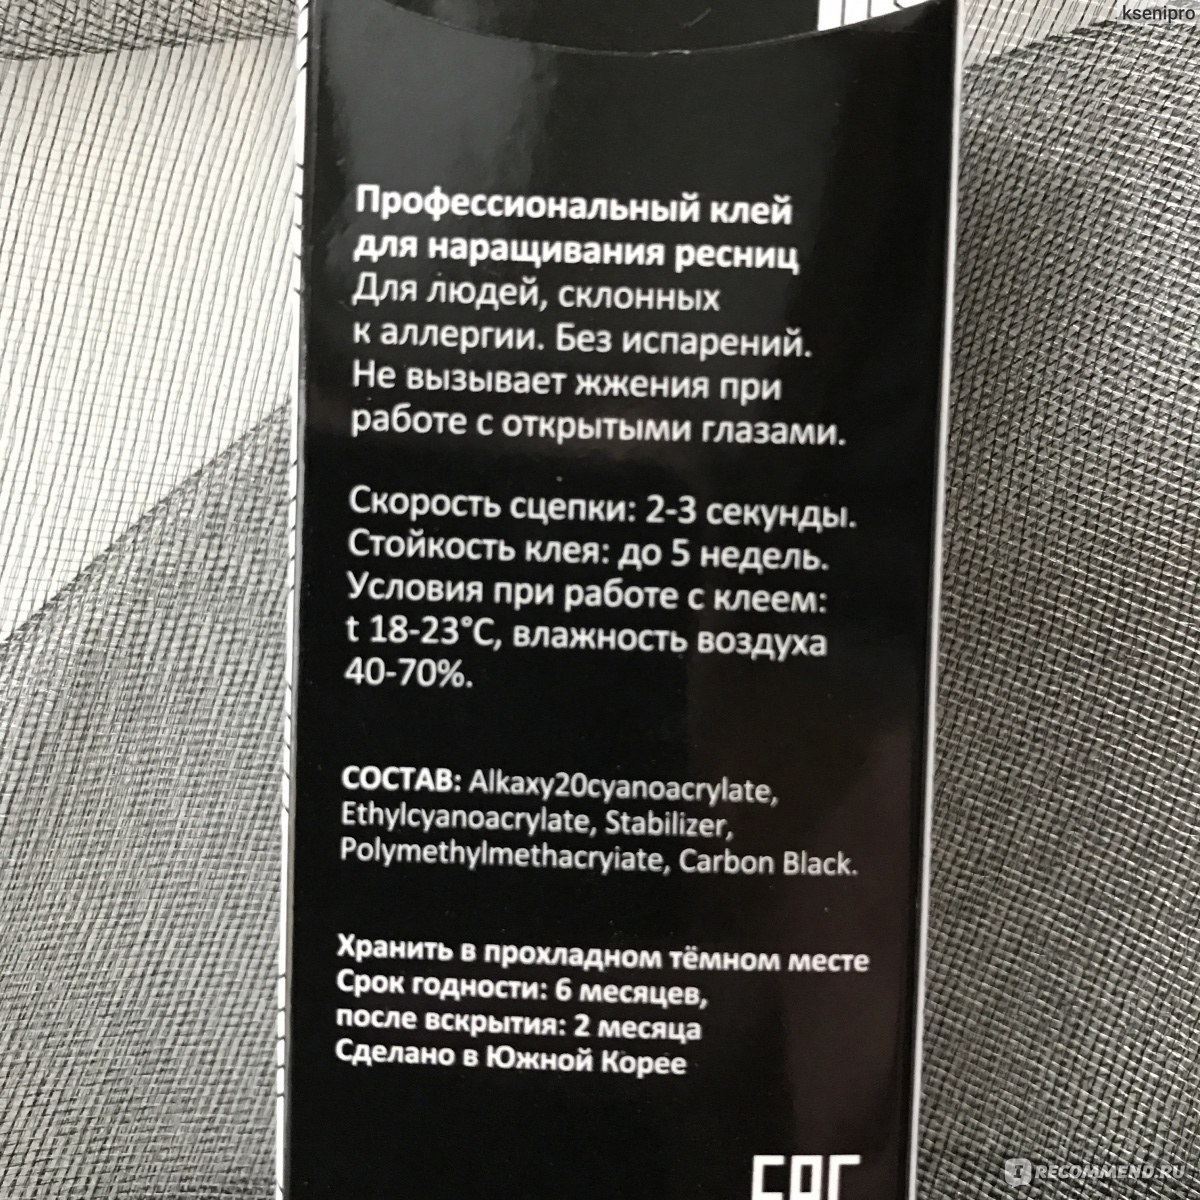 ksenipro
Профессиональный клей
для наращивания ресниц
Для людей, склонных
к аллергии. Без испарений.
Не вызывает жжения при
работе с открытыми глазами.
Скорость сцепки: 2-3 секунды.
Стойкость клея: до 5 недель.
Условия при работе с клеем:
t 18-23°C, влажность воздуха
40-70%.
СОСТАВ: Alkaxy20cyanoacrylate,
Ethylcyanoacrylate, Stabilizer,
Polymethylmethacryiate, Carbon Black.
Хранить в прохладном тёмном месте
Срок годности: 6 месяцев,
после вскрытия: 2 месяца
Сделано в Южной Корее
EAC
RECOMMEND.RU